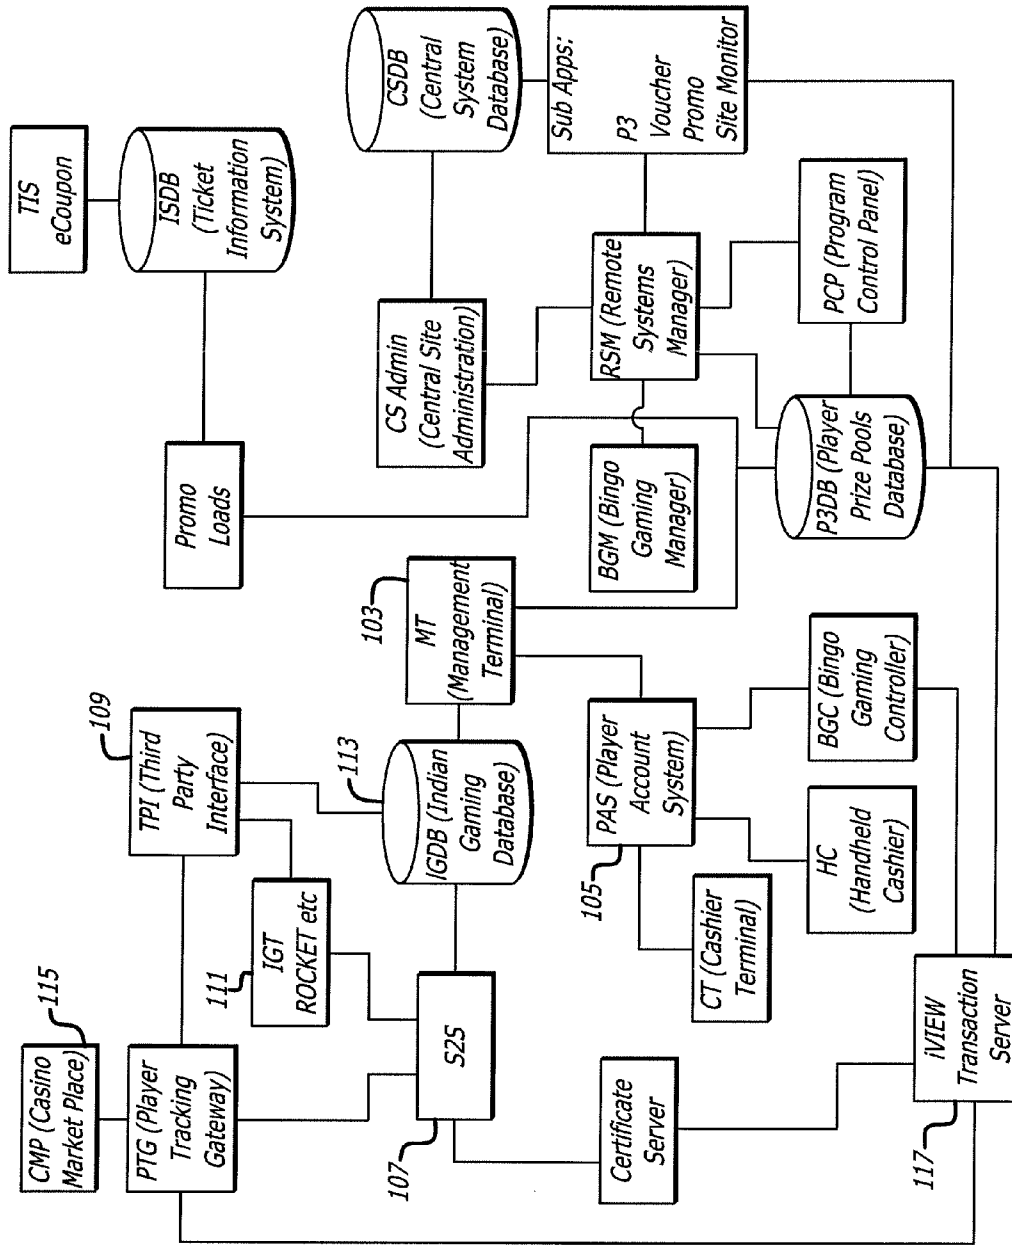 CMP (Casino
Market Place)
115
PTG (Player
Tracking
Gateway)
TPI (Third
Party
Interface)
109
IGT
ROCKET etc
111
S2S
107
IGDB (Indian
Gaming
Database)
113
MT
(Management
Terminal)
103
Promo
Loads
TIS
eCoupon
ISDB
(Ticket
Information
System)
CS Admin
(Central Site
Administration)
CSDB
(Central
System
Database)
Certificate
Server
CT (Cashier
Terminal)
PAS (Player
Account
System)
105
BGM (Bingo
Gaming
Manager)
RSM (Remote
Systems
Manager)
Sub Apps:
P3
Voucher
Promo
Site Monitor
HC
(Handheld
Cashier)
BGC (Bingo
Gaming
Controller)
P3DB (Player
Prize Pools
Database)
PCP (Program
Control Panel)
iVIEW
Transaction
Server
117